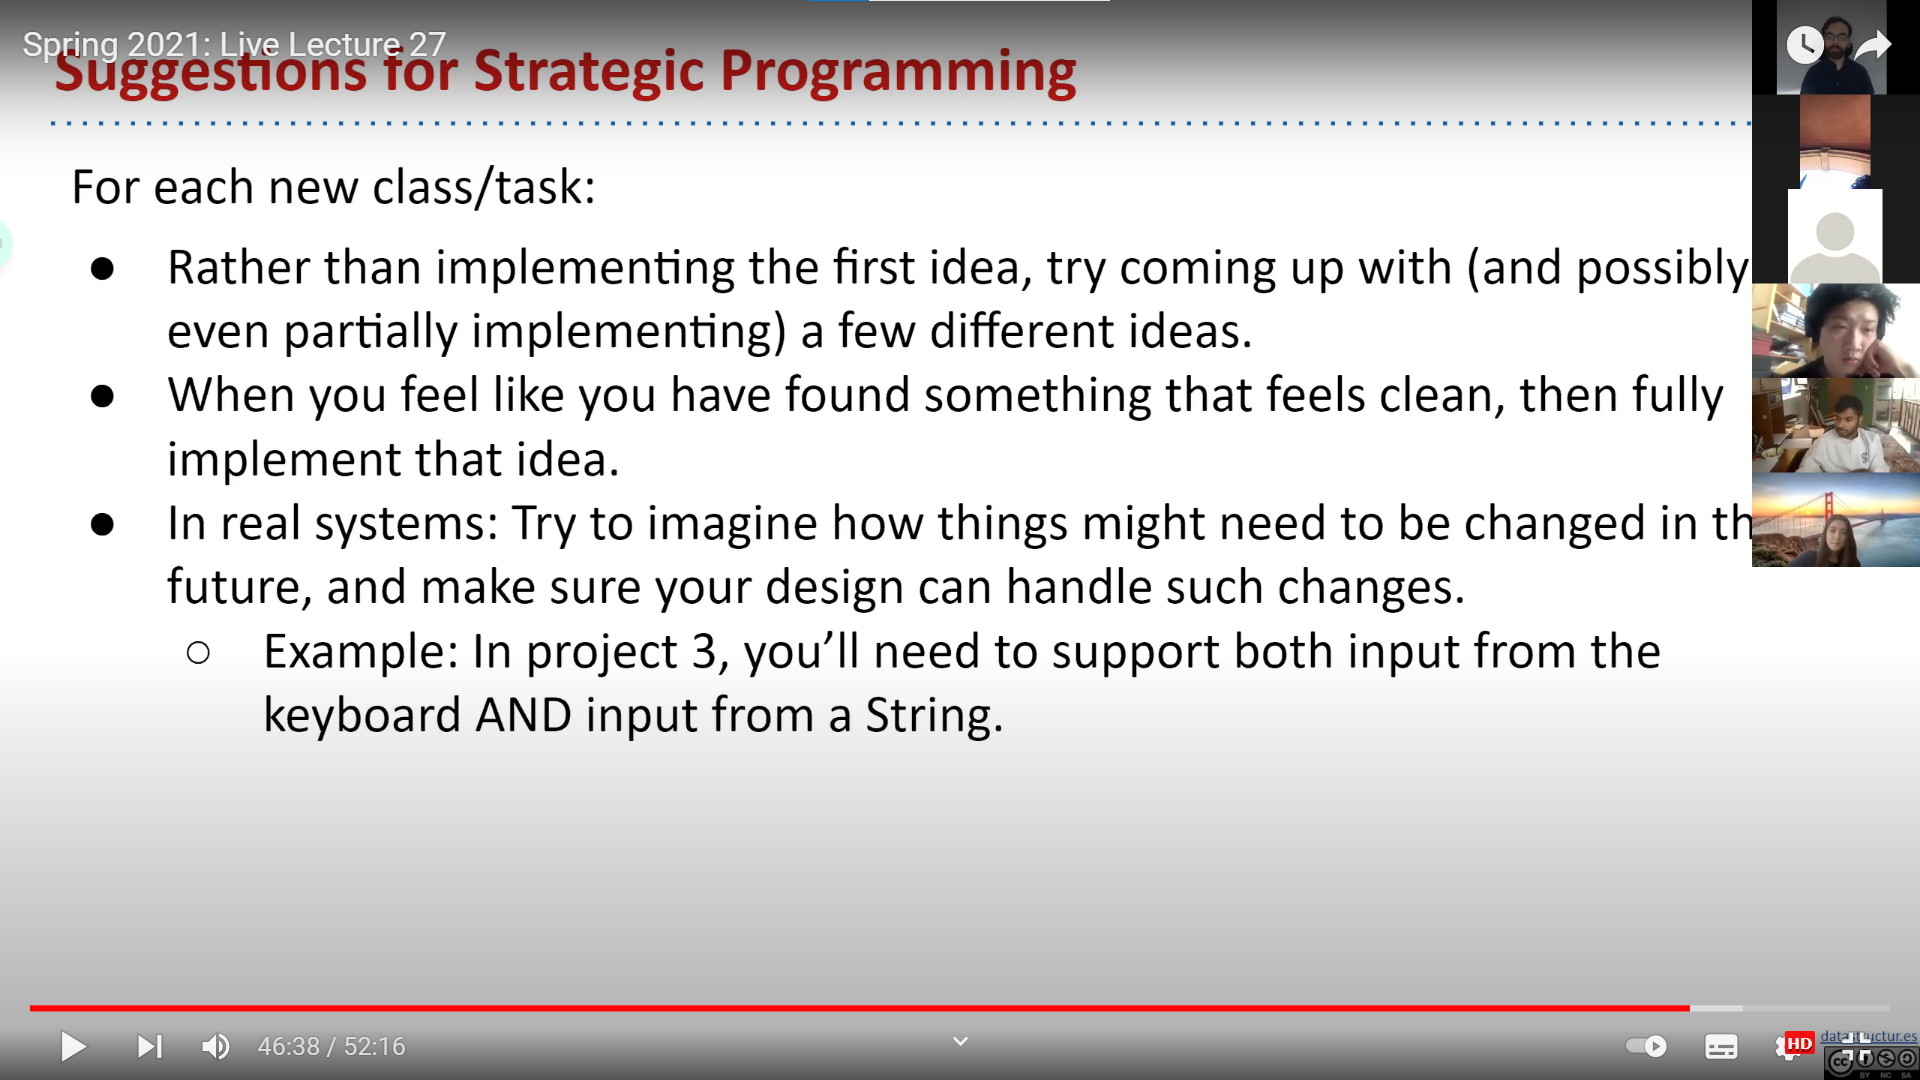 Spring 2021: Live Lecture 27
Suggestions for Strategic Programming
For each new class/task:
● Rather than implementing the first idea, try coming up with (and possibly
even partially implementing) a few different ideas.
● When you feel like you have found something that feels clean, then fully
implement that idea.
● In real systems: Try to imagine how things might need to be changed in th
future, and make sure your design can handle such changes.
○ Example: In project 3, you’ll need to support both input from the
keyboard AND input from a String.
46:38 / 52:16
HD
datastructur.es
cc
BY NC SA